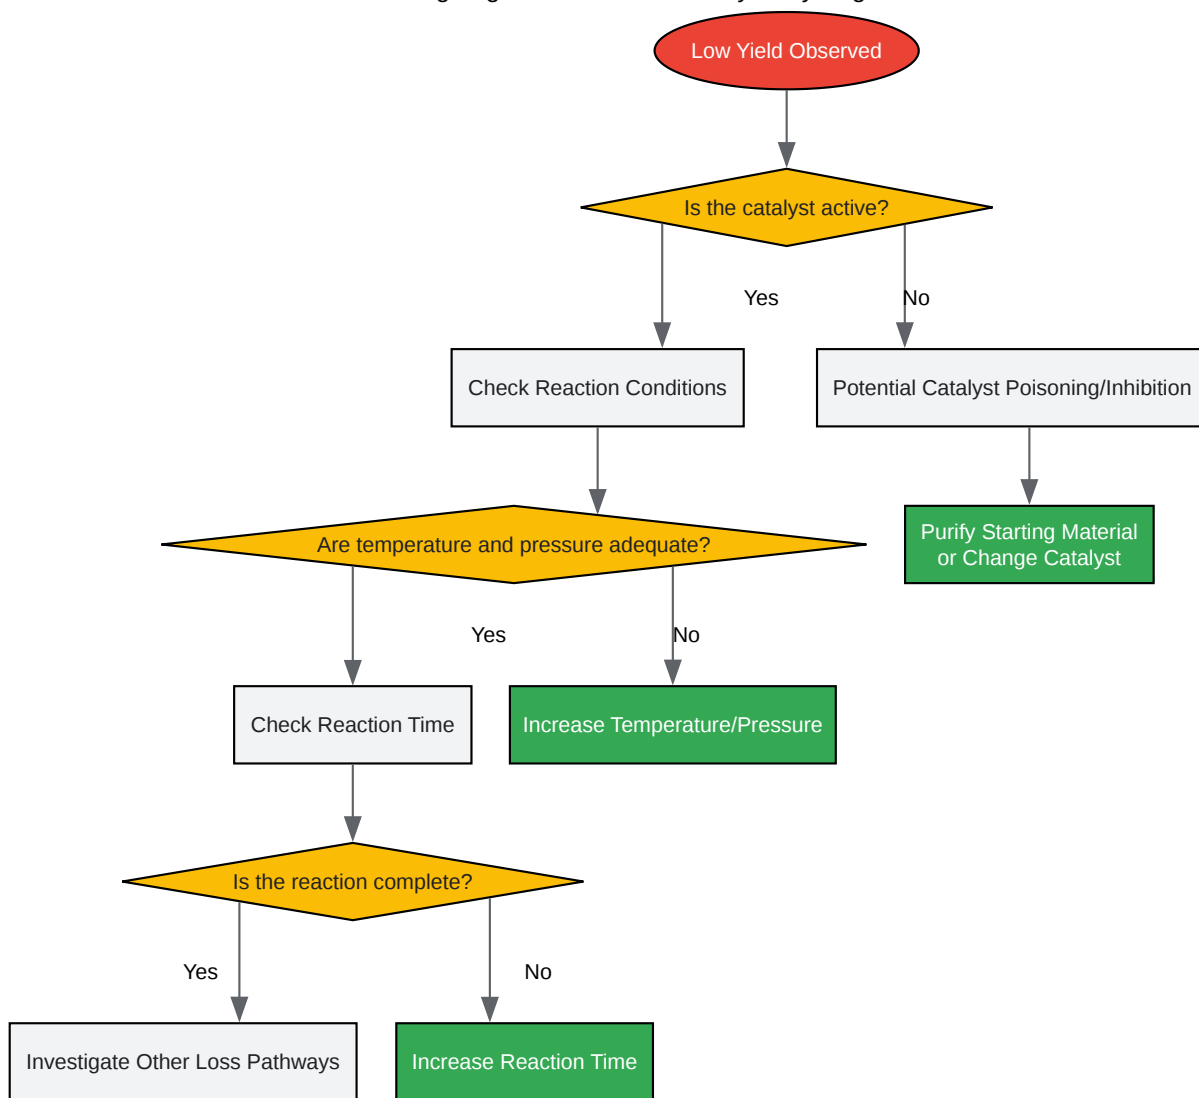 Low Yield Observed
Is the catalyst active?
Yes
No
Check Reaction Conditions
Potential Catalyst Poisoning/Inhibition
Are temperature and pressure adequate?
Purify Starting Material
or Change Catalyst
Yes
No
Check Reaction Time
Increase Temperature/Pressure
Is the reaction complete?
Yes
No
Investigate Other Loss Pathways
Increase Reaction Time